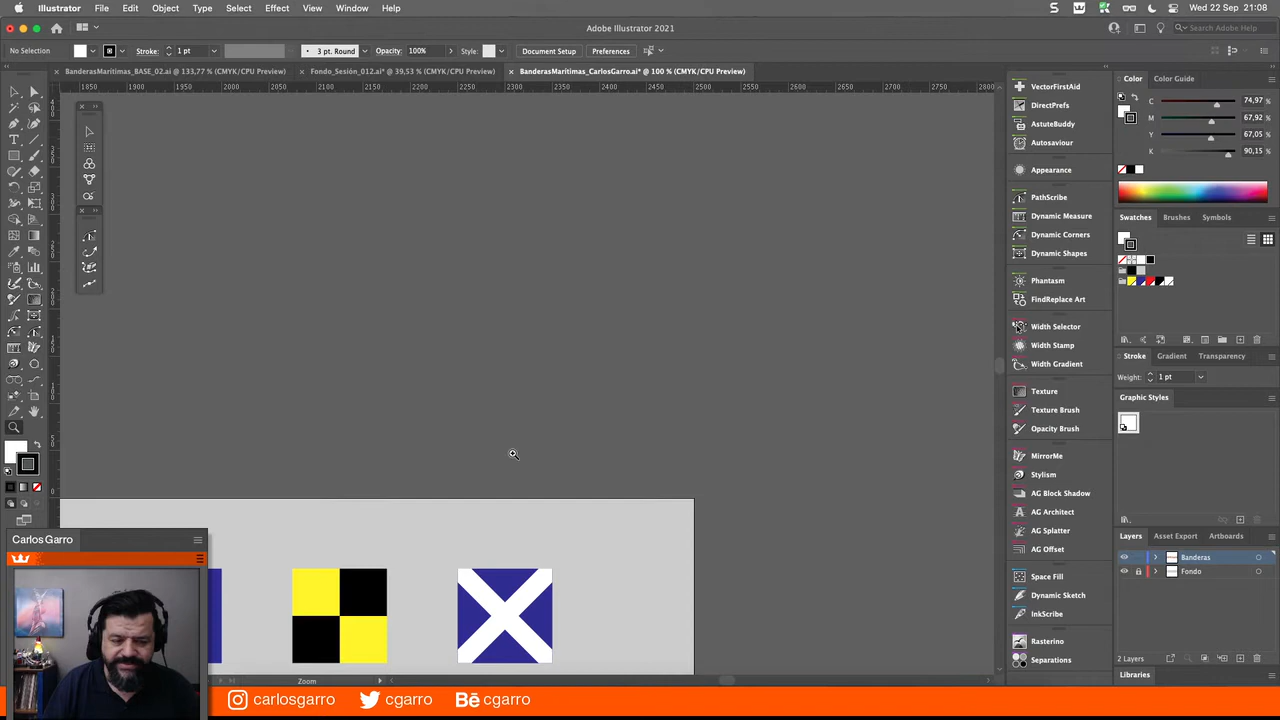 Illustrator File Edit Object Type Select Effect View Window Help
Wed 22 Sep 21:08
Adobe Illustrator 2021
Search Adobe Help
No Selection
Stroke:
1 pt
3 pt. Round
Opacity:
100%
Style:
Document Setup
Preferences
BanderasMarítimas_BASE_02.ai @ 133,77 % (CMYK/CPU Preview)
Fondo_Sesión_012.ai* @ 39,53 % (CMYK/CPU Preview)
BanderasMarítimas_CarlosGarro.ai* @ 100 % (CMYK/CPU Preview)
1850 1900 1950 2000 2050 2100 2150 2200 2250 2300 2350 2400 2450 2500 2550 2600 2650 2700 2750 2800
VectorFirstAid
DirectPrefs
AstuteBuddy
Autosaviour
Appearance
PathScribe
Dynamic Measure
Dynamic Corners
Dynamic Shapes
Phantasm
FindReplace Art
Width Selector
Width Stamp
Width Gradient
Texture
Texture Brush
Opacity Brush
MirrorMe
Stylism
AG Block Shadow
AG Architect
AG Splatter
AG Offset
Space Fill
Dynamic Sketch
InkScribe
Rasterino
Separations
Color
Color Guide
C 74,97 %
M 67,92 %
Y 67,05 %
K 90,15 %
Swatches
Brushes
Symbols
Stroke
Gradient
Transparency
Weight:
1 pt
Graphic Styles
Layers
Asset Export
Artboards
Banderas
Fondo
2 Layers
Libraries
Carlos Garro
Zoom
carlosgarro
cgarro
Bē cgarro